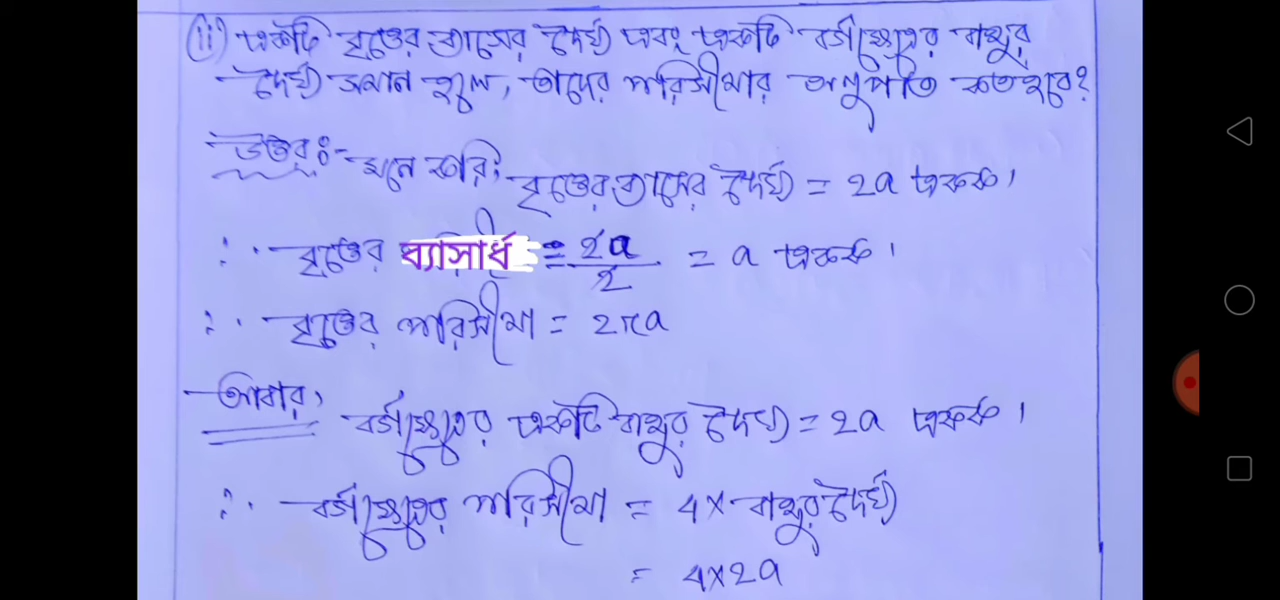 (ii) একটি বৃত্তের ব্যাসের দৈর্ঘ্য এবং একটি বর্গক্ষেত্রের বাহুর
দৈর্ঘ্য সমান হলে, তাদের পরিসীমার অনুপাত কত হবে?
উত্তর:- মনে করি,
বৃত্তের ব্যাসের দৈর্ঘ্য = 2a একক।
∴ বৃত্তের ব্যাসার্ধ = 2a/2 = a একক।
∴ বৃত্তের পরিসীমা = 2πa
আবার,
বর্গক্ষেত্রের একটি বাহুর দৈর্ঘ্য = 2a একক।
∴ বর্গক্ষেত্রের পরিসীমা = 4× বাহুর দৈর্ঘ্য
= 4×2a